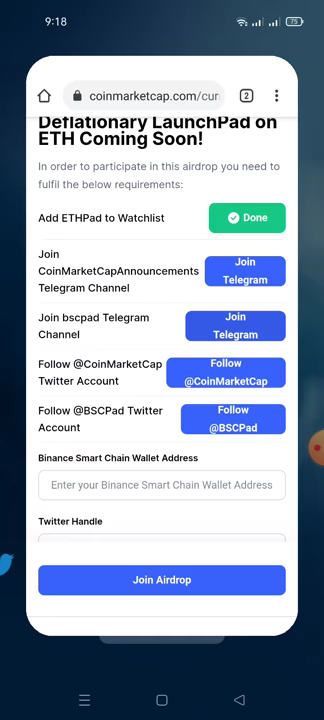 9:18
75
coinmarketcap.com/cur
2
Deflationary LaunchPad on
ETH Coming Soon!
In order to participate in this airdrop you need to
fulfil the below requirements:
Add ETHPad to Watchlist
Done
Join
CoinMarketCapAnnouncements
Telegram Channel
Join
Telegram
Join bscpad Telegram
Channel
Join
Telegram
Follow @CoinMarketCap
Twitter Account
Follow
@CoinMarketCap
Follow @BSCPad Twitter
Account
Follow
@BSCPad
Binance Smart Chain Wallet Address
Enter your Binance Smart Chain Wallet Address
Twitter Handle
Join Airdrop